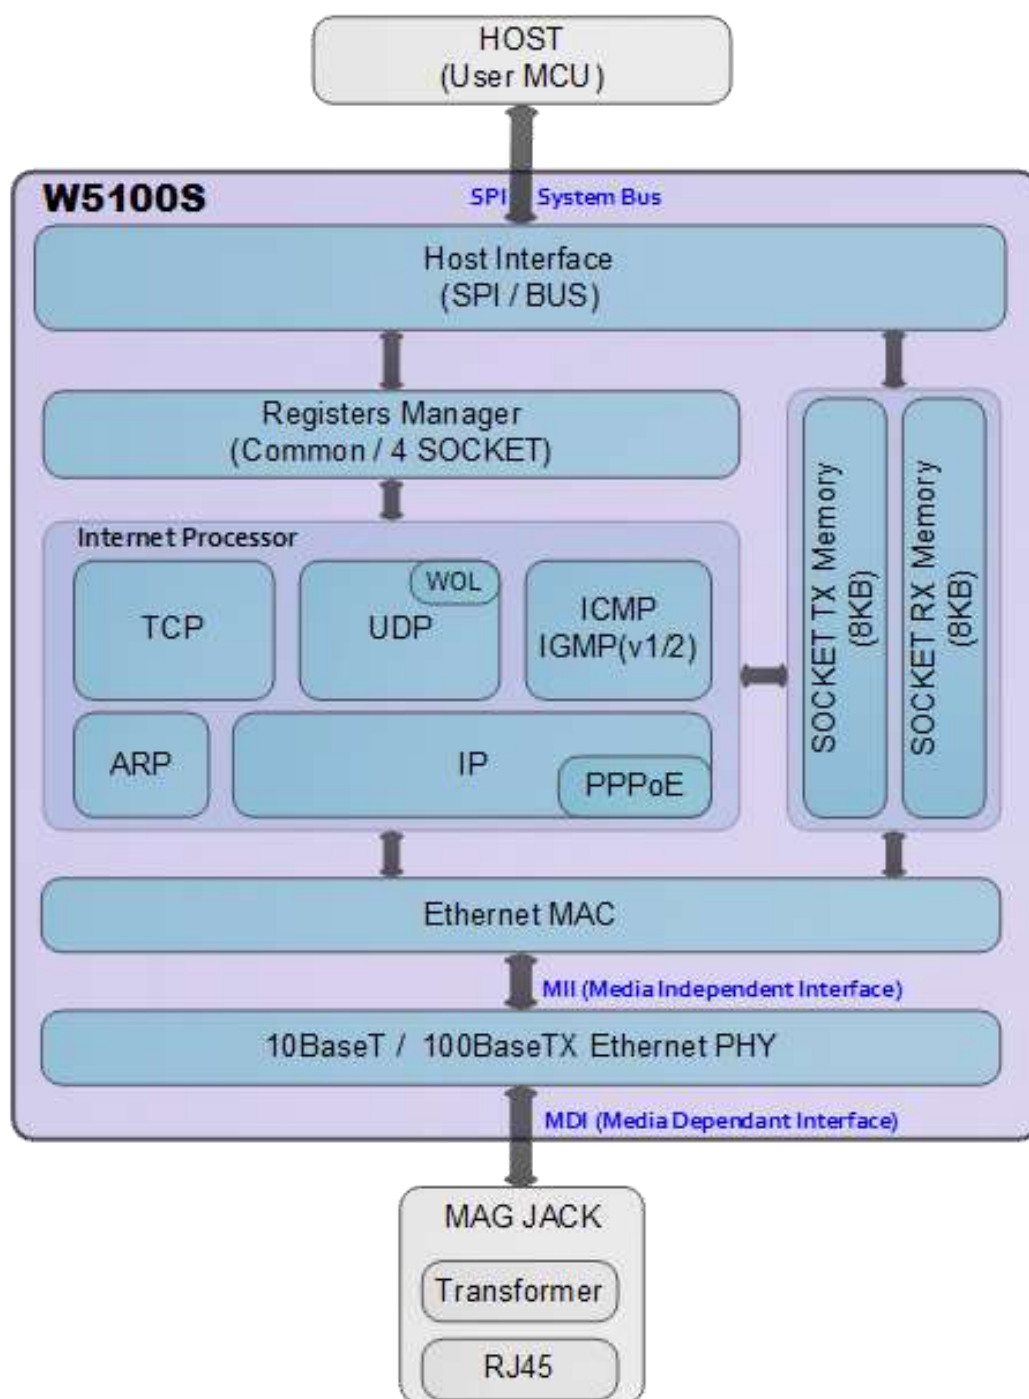 HOST
(User MCU)
W5100S
SPI System Bus
Host Interface
(SPI / BUS)
Registers Manager
(Common / 4 SOCKET)
Internet Processor
TCP
UDP
WOL
ICMP
IGMP(v1/2)
ARP
IP
PPPoE
SOCKET TX Memory
(8KB)
SOCKET RX Memory
(8KB)
Ethernet MAC
MII (Media Independent Interface)
10BaseT / 100BaseTX Ethernet PHY
MDI (Media Dependant Interface)
MAG JACK
Transformer
RJ45